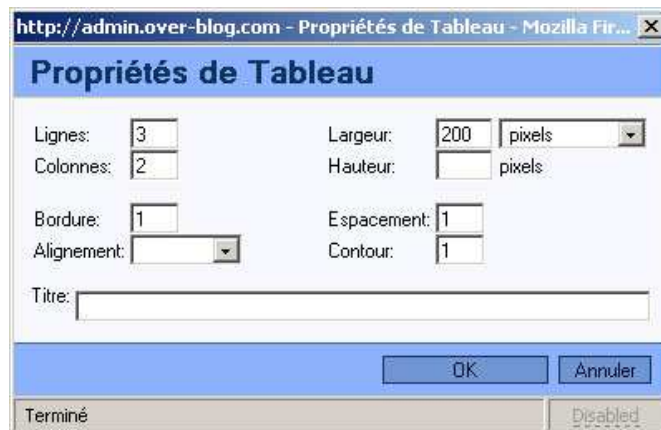 http://admin.over-blog.com - Propriétés de Tableau - Mozilla Fir...
Propriétés de Tableau
Lignes: 3 Largeur: 200 pixels
Colonnes: 2 Hauteur: pixels
Bordure: 1 Espacement: 1
Alignement: Contour: 1
Titre:
OK Annuler
Terminé Disabled